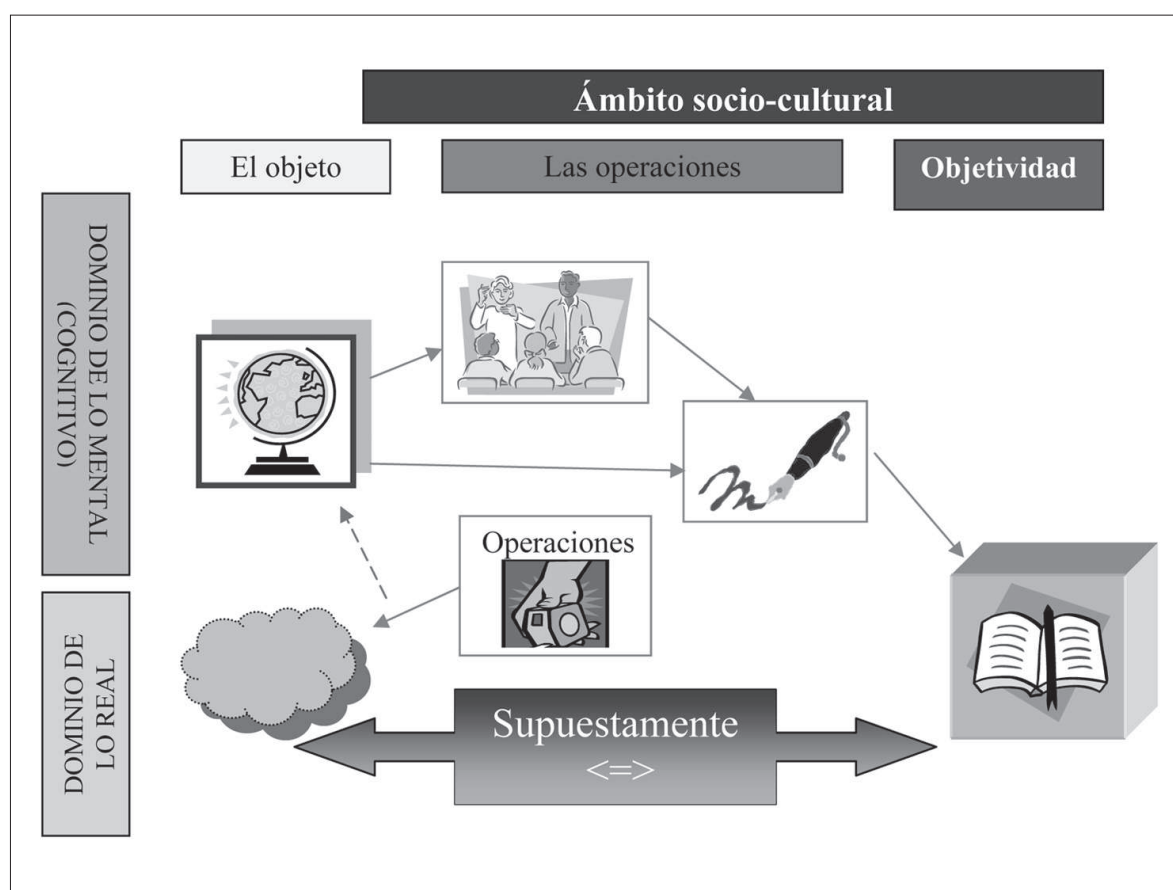 Ámbito socio-cultural
El objeto
Las operaciones
Objetividad
DOMINIO DE LO MENTAL
(COGNITIVO)
Operaciones
DOMINIO DE
LO REAL
Supuestamente
<=>